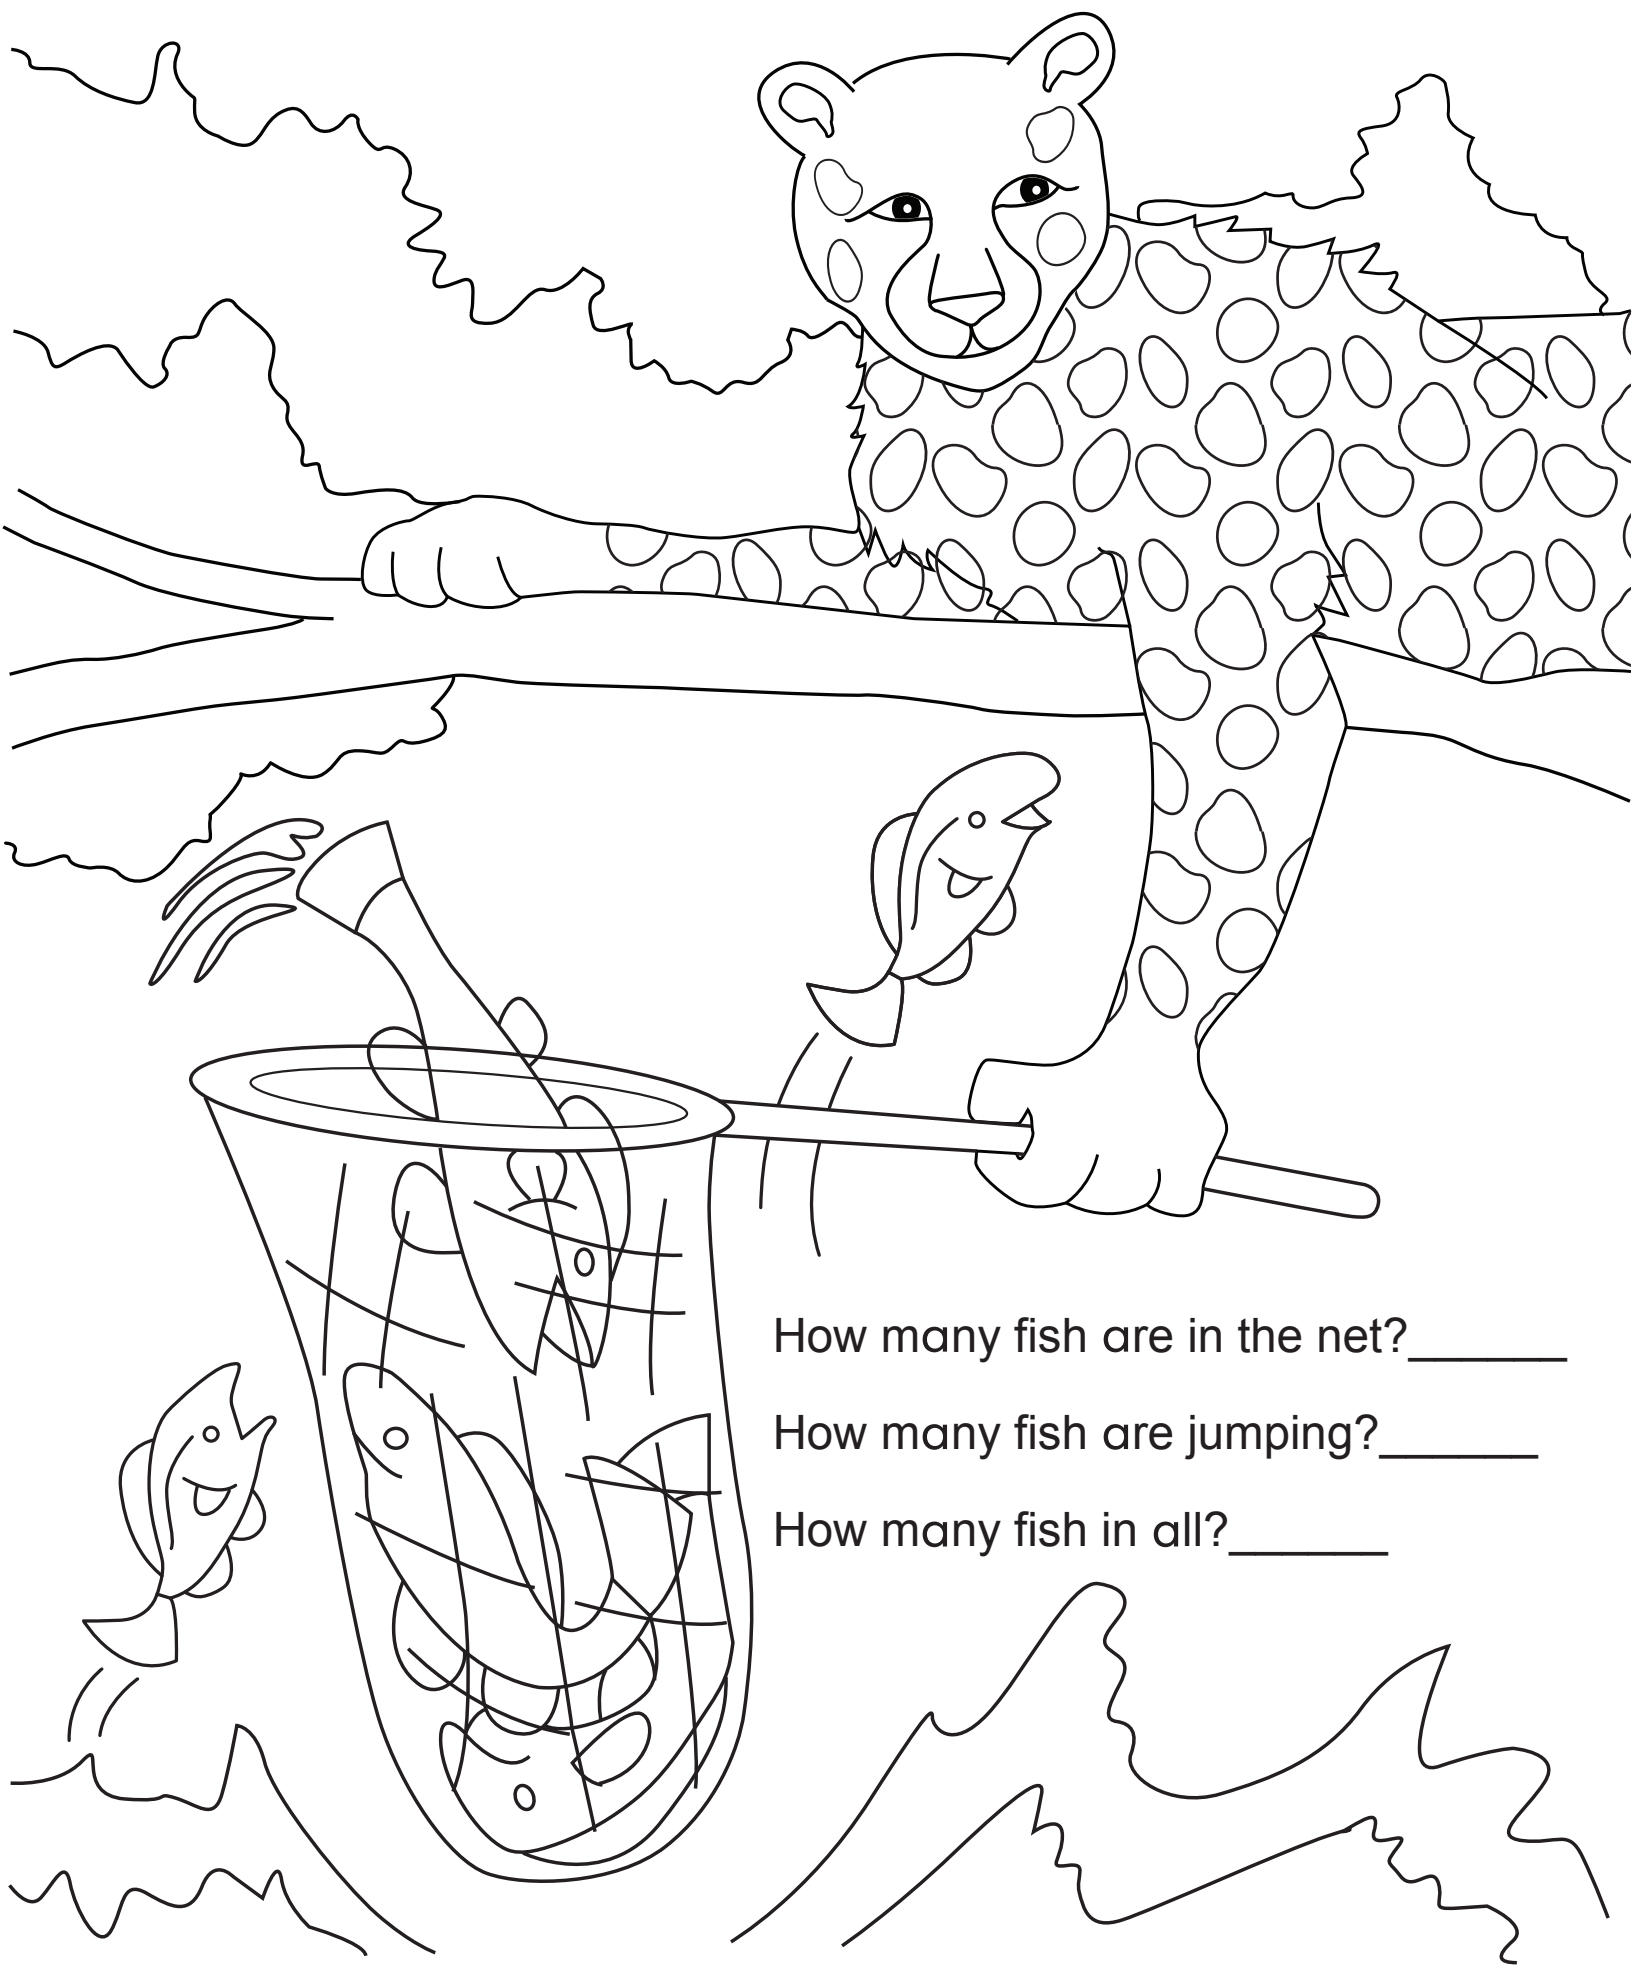 How many fish are in the net?______
How many fish are jumping?______
How many fish in all?______